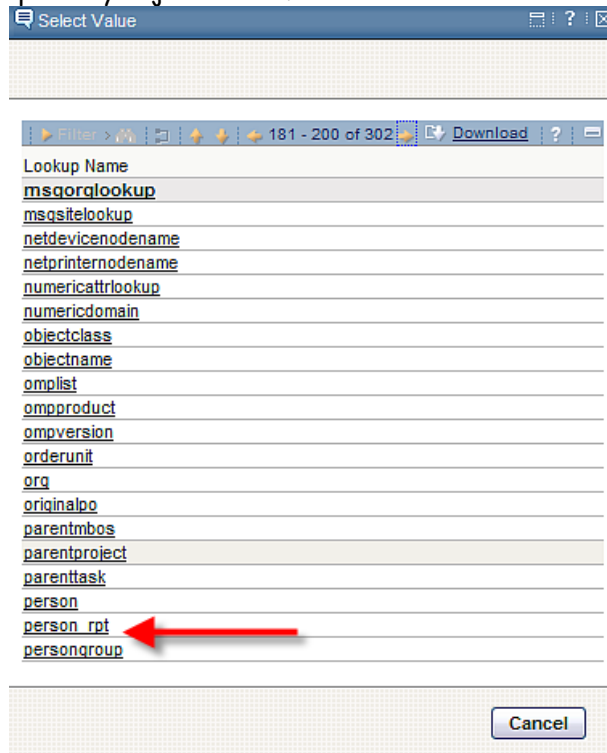 Select Value
?
Filter > 181 - 200 of 302 Download ?
Lookup Name
msgorglookup
msgsitelookup
netdevicenodename
netprinternodename
numericattrlookup
numericdomain
objectclass
objectname
omplist
ompproduct
ompversion
orderunit
org
originalpo
parentmbos
parentproject
parenttask
person
person_rpt
persongroup
Cancel